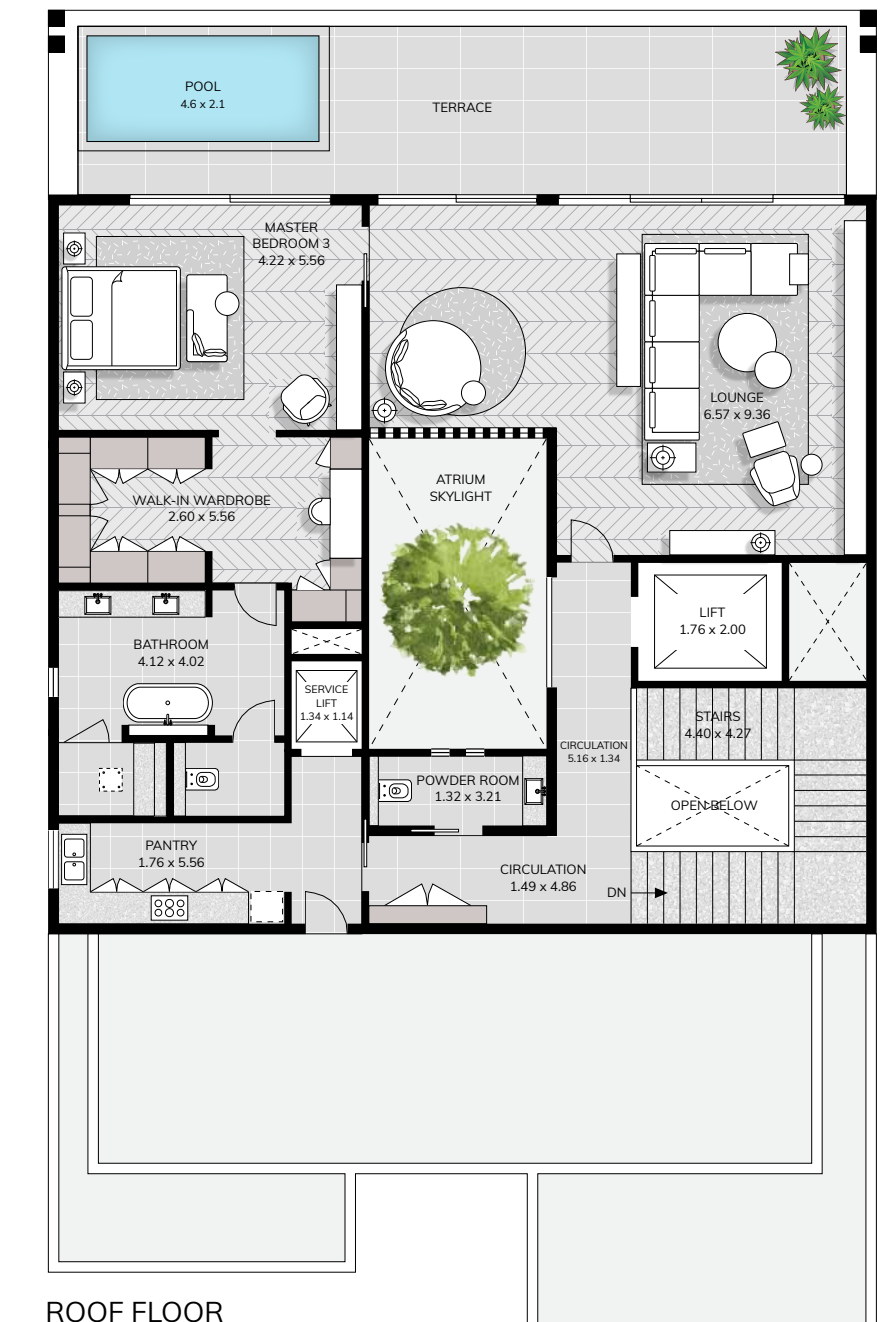 POOL
4.6 x 2.1
TERRACE
MASTER
BEDROOM 3
4.22 x 5.56
LOUNGE
6.57 x 9.36
ATRIUM
SKYLIGHT
WALK-IN WARDROBE
2.60 x 5.56
LIFT
1.76 x 2.00
BATHROOM
4.12 x 4.02
SERVICE
LIFT
1.34 x 1.14
STAIRS
4.40 x 4.27
CIRCULATION
5.16 x 1.34
POWDER ROOM
1.32 x 3.21
OPEN BELOW
PANTRY
1.76 x 5.56
CIRCULATION
1.49 x 4.86
DN
ROOF FLOOR